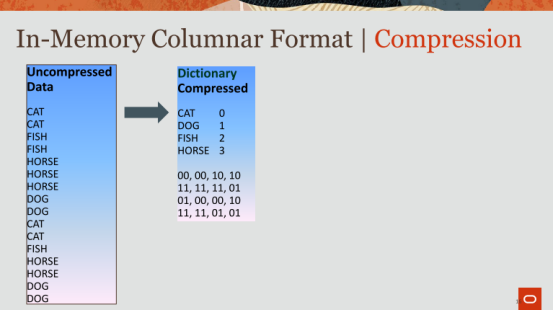 In-Memory Columnar Format | Compression
Uncompressed
Data
CAT
CAT
FISH
FISH
HORSE
HORSE
HORSE
DOG
DOG
CAT
CAT
FISH
HORSE
HORSE
DOG
DOG
Dictionary
Compressed
CAT 0
DOG 1
FISH 2
HORSE 3
00, 00, 10, 10
11, 11, 11, 01
01, 00, 00, 10
11, 11, 01, 01